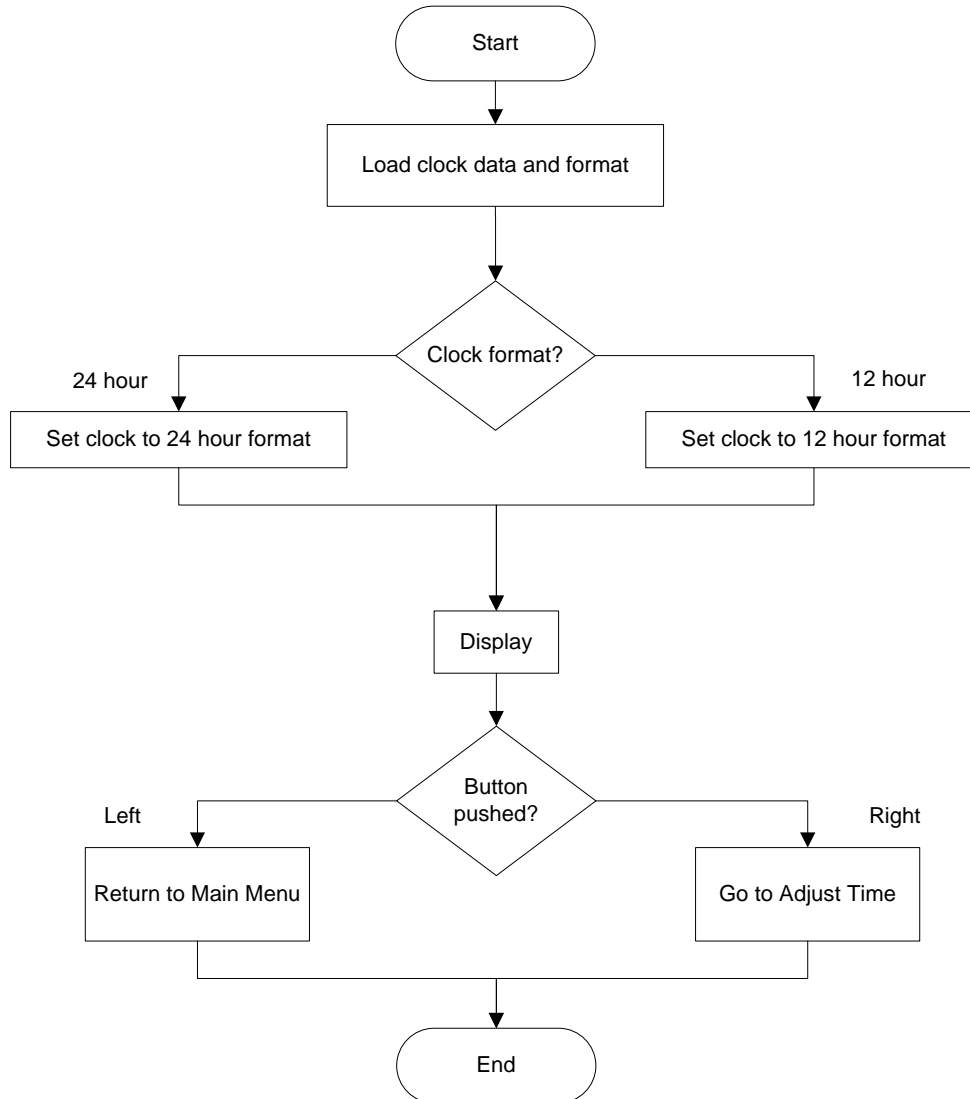 Start
Load clock data and format
Clock format?
24 hour
12 hour
Set clock to 24 hour format
Set clock to 12 hour format
Display
Button
pushed?
Left
Right
Return to Main Menu
Go to Adjust Time
End